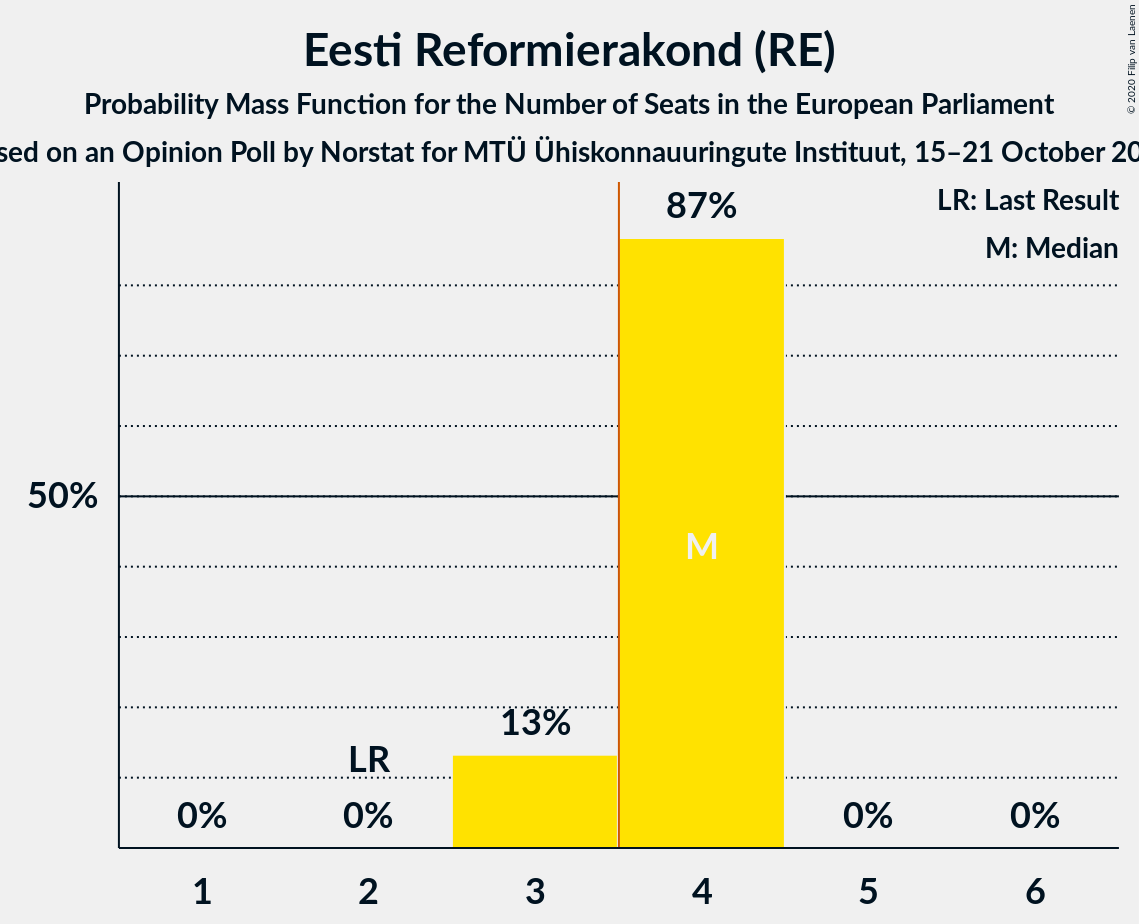 Eesti Reformierakond (RE)
Probability Mass Function for the Number of Seats in the European Parliament
on an Opinion Poll by Norstat for MTÜ Ühiskonnauuringute Instituut, 15–21 October
© 2020 Filip van Laenen
LR: Last Result
M: Median
87%
50%
M
13%
LR
0% 0% 0% 0%
1 2 3 4 5 6